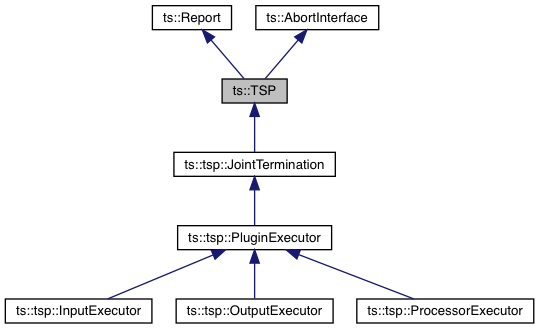 ts::Report
ts::AbortInterface
ts::TSP
ts::tsp::JointTermination
ts::tsp::PluginExecutor
ts::tsp::InputExecutor
ts::tsp::OutputExecutor
ts::tsp::ProcessorExecutor